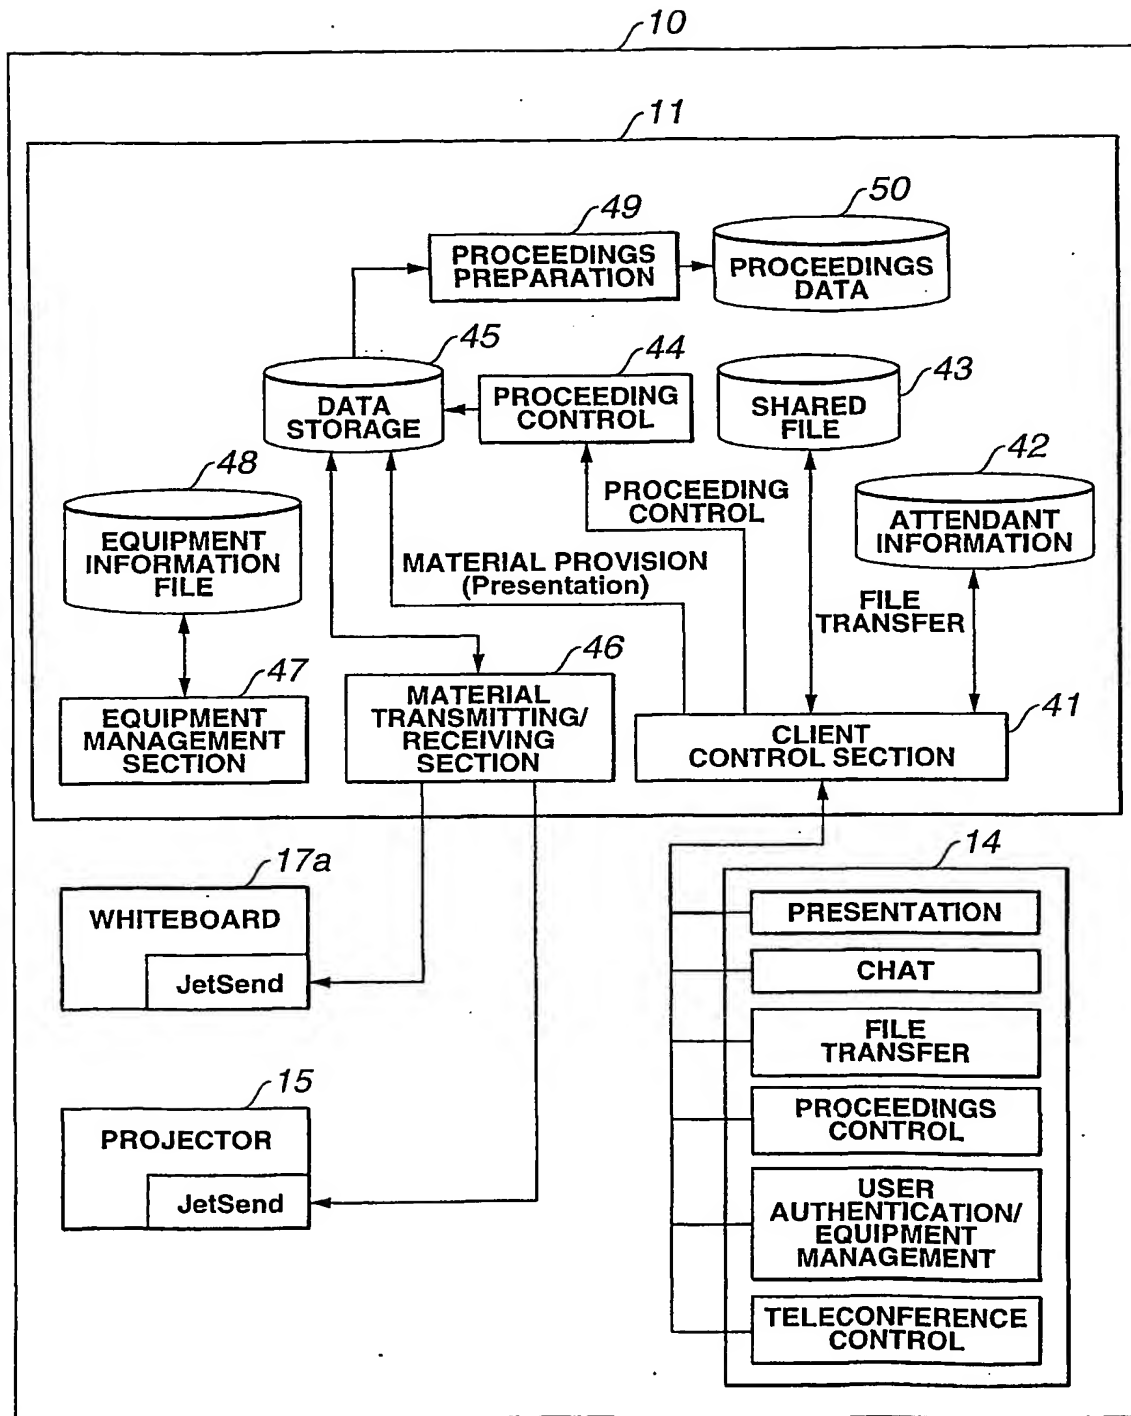 10
11
49
PROCEEDINGS
PREPARATION
50
PROCEEDINGS
DATA
45
DATA
STORAGE
44
PROCEEDING
CONTROL
43
SHARED
FILE
48
EQUIPMENT
INFORMATION
FILE
PROCEEDING
CONTROL
42
ATTENDANT
INFORMATION
MATERIAL PROVISION
(Presentation)
FILE
TRANSFER
47
EQUIPMENT
MANAGEMENT
SECTION
46
MATERIAL
TRANSMITTING/
RECEIVING
SECTION
41
CLIENT
CONTROL SECTION
17a
WHITEBOARD
JetSend
15
PROJECTOR
JetSend
14
PRESENTATION
CHAT
FILE
TRANSFER
PROCEEDINGS
CONTROL
USER
AUTHENTICATION/
EQUIPMENT
MANAGEMENT
TELECONFERENCE
CONTROL